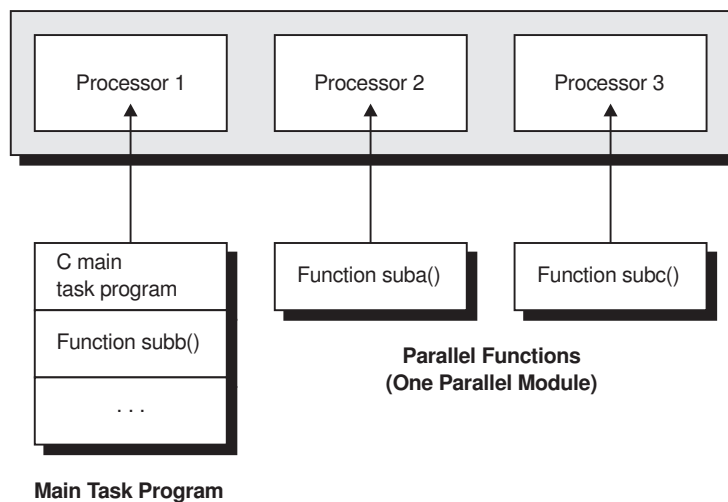 Processor 1
Processor 2
Processor 3
C main
task program
Function subb()
. . .
Function suba()
Function subc()
Parallel Functions
(One Parallel Module)
Main Task Program